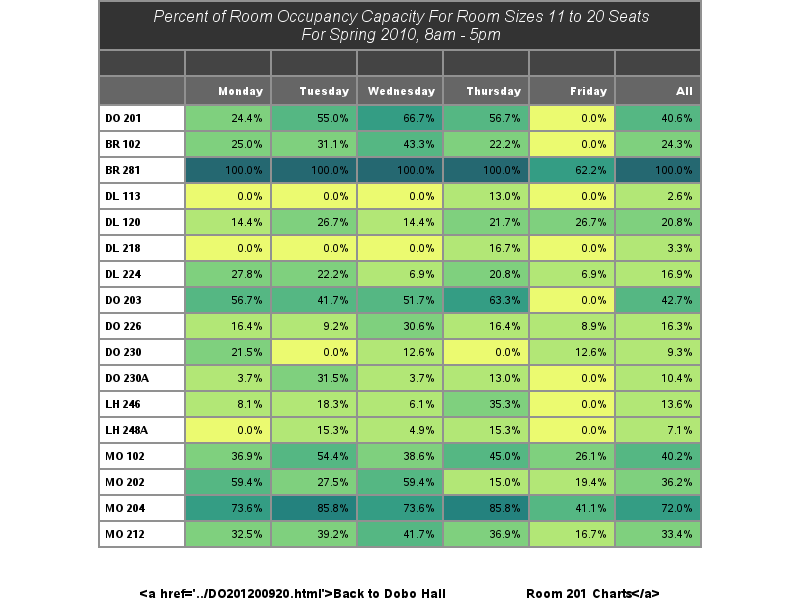 Percent of Room Occupancy Capacity For Room Sizes 11 to 20 Seats
For Spring 2010, 8am - 5pm
Monday Tuesday Wednesday Thursday Friday All
DO 201 24.4% 55.0% 66.7% 56.7% 0.0% 40.6%
BR 102 25.0% 31.1% 43.3% 22.2% 0.0% 24.3%
BR 281 100.0% 100.0% 100.0% 100.0% 62.2% 100.0%
DL 113 0.0% 0.0% 0.0% 13.0% 0.0% 2.6%
DL 120 14.4% 26.7% 14.4% 21.7% 26.7% 20.8%
DL 218 0.0% 0.0% 0.0% 16.7% 0.0% 3.3%
DL 224 27.8% 22.2% 6.9% 20.8% 6.9% 16.9%
DO 203 56.7% 41.7% 51.7% 63.3% 0.0% 42.7%
DO 226 16.4% 9.2% 30.6% 16.4% 8.9% 16.3%
DO 230 21.5% 0.0% 12.6% 0.0% 12.6% 9.3%
DO 230A 3.7% 31.5% 3.7% 13.0% 0.0% 10.4%
LH 246 8.1% 18.3% 6.1% 35.3% 0.0% 13.6%
LH 248A 0.0% 15.3% 4.9% 15.3% 0.0% 7.1%
MO 102 36.9% 54.4% 38.6% 45.0% 26.1% 40.2%
MO 202 59.4% 27.5% 59.4% 15.0% 19.4% 36.2%
MO 204 73.6% 85.8% 73.6% 85.8% 41.1% 72.0%
MO 212 32.5% 39.2% 41.7% 36.9% 16.7% 33.4%
<a href='../DO201200920.html'>Back to Dobo Hall Room 201 Charts</a>